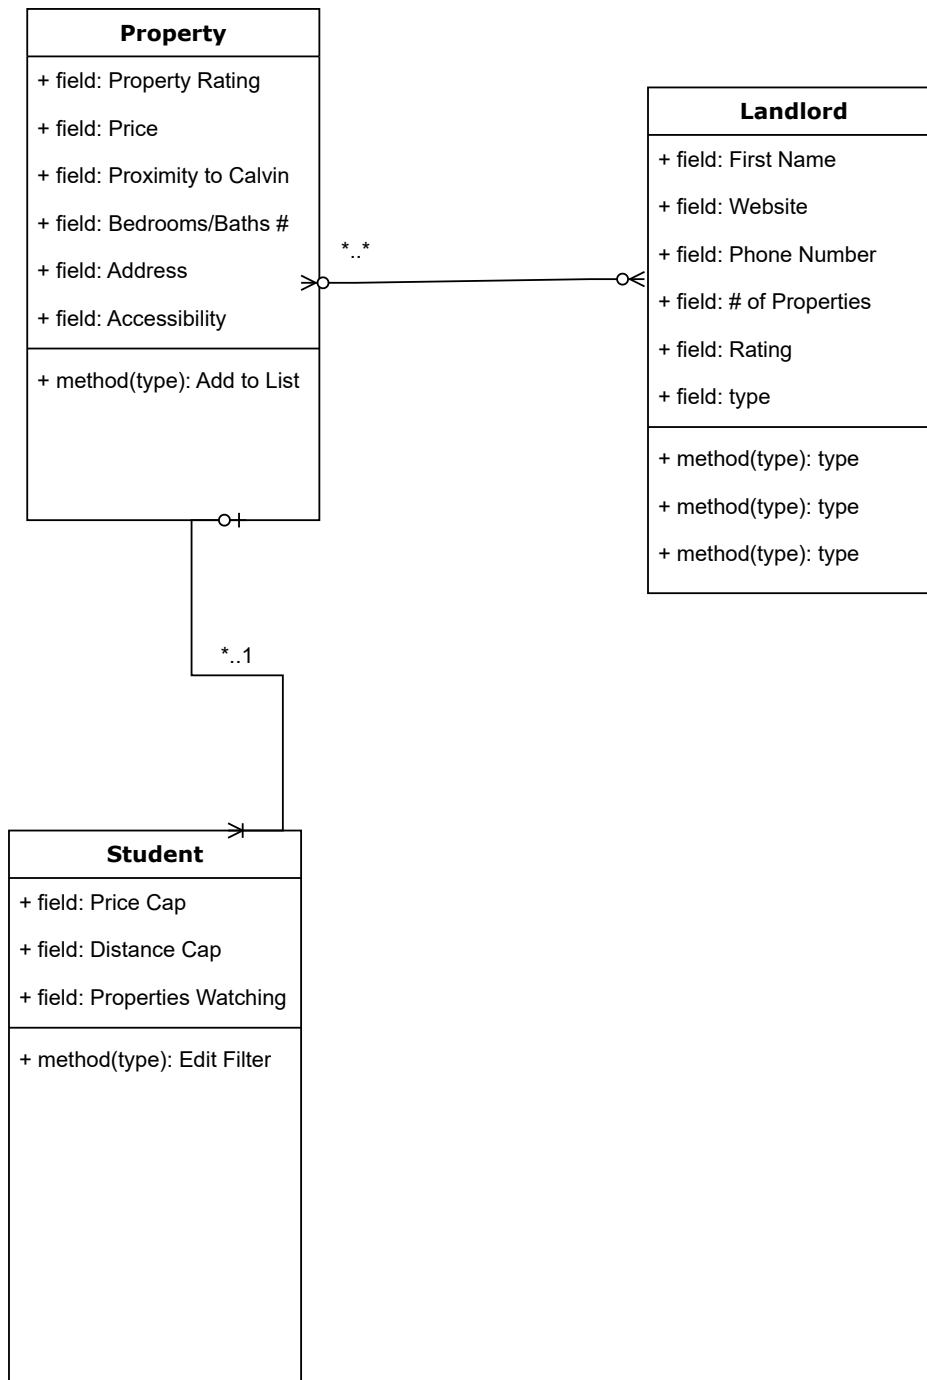 Property
+ field: Property Rating
+ field: Price
+ field: Proximity to Calvin
+ field: Bedrooms/Baths #
+ field: Address
+ field: Accessibility
+ method(type): Add to List
*..*
Landlord
+ field: First Name
+ field: Website
+ field: Phone Number
+ field: # of Properties
+ field: Rating
+ field: type
+ method(type): type
+ method(type): type
+ method(type): type
*..1
Student
+ field: Price Cap
+ field: Distance Cap
+ field: Properties Watching
+ method(type): Edit Filter